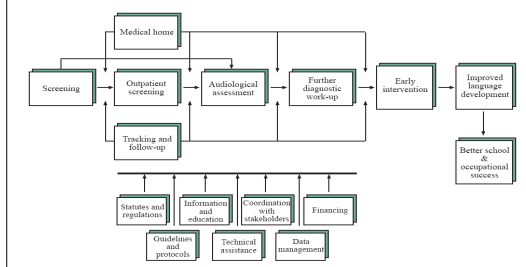 Medical home
Screening
Outpatient
screening
Audiological
assessment
Further
diagnostic
work-up
Early
intervention
Improved
language
development
Tracking and
follow-up
Better school
&
occupational
success
Statutes and
regulations
Information
and
education
Coordination
with
stakeholders
Financing
Guidelines
and
protocols
Technical
assistance
Data
management